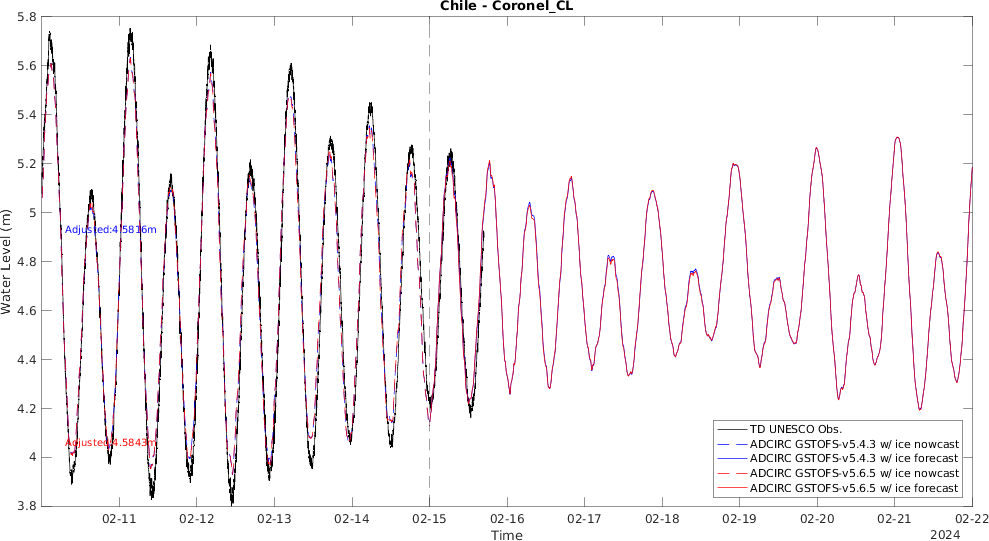 Chile - Coronel_CL
Water Level (m)
5.8
5.6
5.4
5.2
5
4.8
4.6
4.4
4.2
4
3.8
Adjusted:4.5816m
Adjusted:4.5843m
TD UNESCO Obs.
ADCIRC GSTOFS-v5.4.3 w/ ice nowcast
ADCIRC GSTOFS-v5.4.3 w/ ice forecast
ADCIRC GSTOFS-v5.6.5 w/ ice nowcast
ADCIRC GSTOFS-v5.6.5 w/ ice forecast
02-11 02-12 02-13 02-14 02-15 02-16 02-17 02-18 02-19 02-20 02-21 02-22
Time
2024